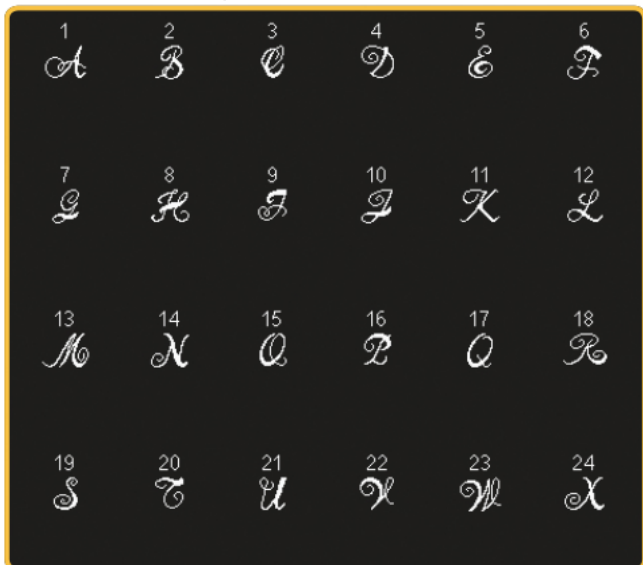 1 2 3 4 5 6
A B C D E F
7 8 9 10 11 12
G H I J K L
13 14 15 16 17 18
M N O P Q R
19 20 21 22 23 24
S T U V W X